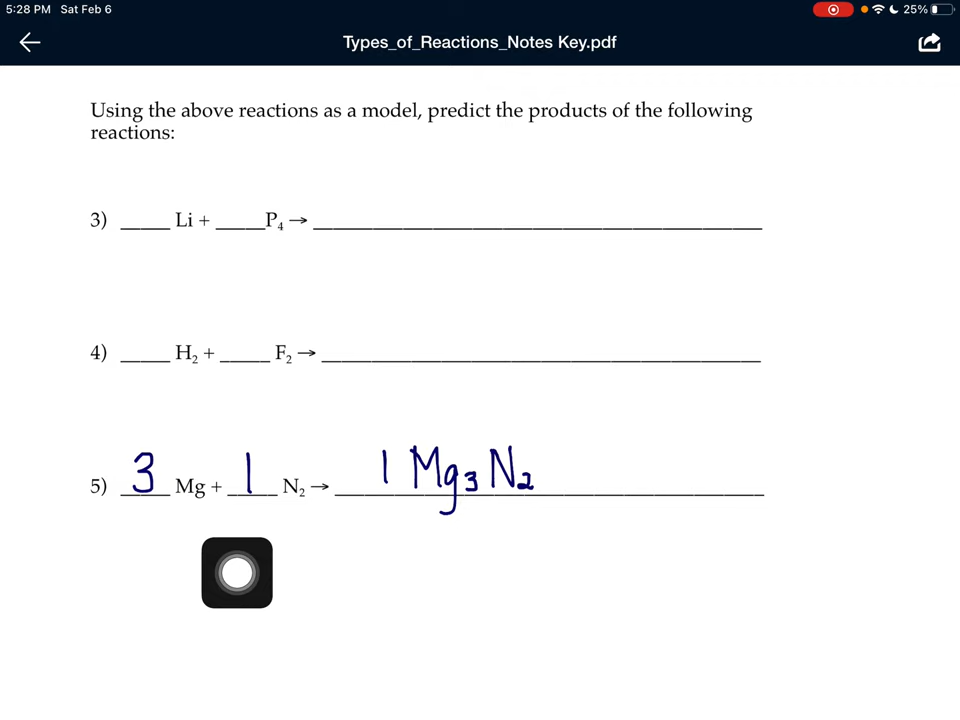 5:28 PM Sat Feb 6 25%
Types_of_Reactions_Notes Key.pdf
Using the above reactions as a model, predict the products of the following
reactions:
3) _____ Li + _____P₄ → _____________________________________________
4) _____ H₂ + _____ F₂ → ____________________________________________
5) 3 Mg + 1 N₂ → 1 Mg₃N₂